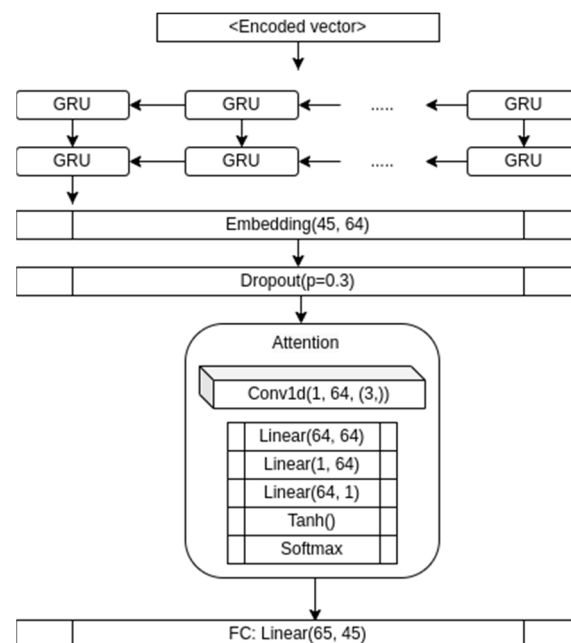 <Encoded vector>
GRU GRU ..... GRU
GRU GRU ..... GRU
Embedding(45, 64)
Dropout(p=0.3)
Attention
Conv1d(1, 64, (3,))
Linear(64, 64)
Linear(1, 64)
Linear(64, 1)
Tanh()
Softmax
FC: Linear(65, 45)